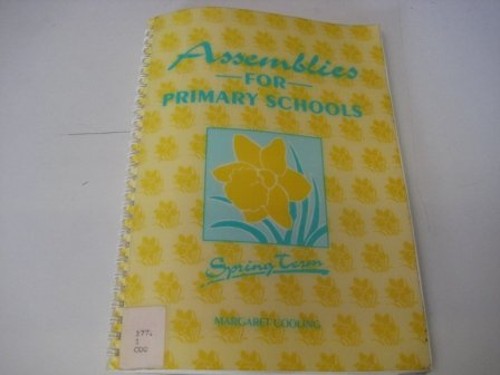 Assemblies
FOR
PRIMARY SCHOOLS
Spring Term
MARGARET COOLING
377.
1
COO